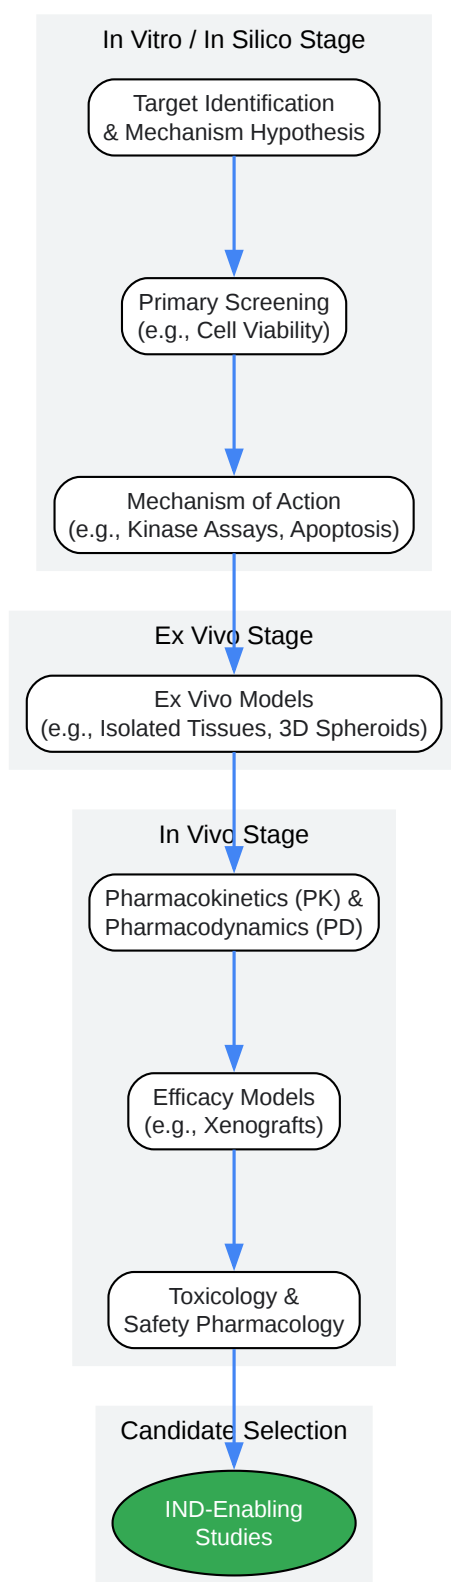 In Vitro / In Silico Stage
Target Identification
& Mechanism Hypothesis
Primary Screening
(e.g., Cell Viability)
Mechanism of Action
(e.g., Kinase Assays, Apoptosis)
Ex Vivo Stage
Ex Vivo Models
(e.g., Isolated Tissues, 3D Spheroids)
In Vivo Stage
Pharmacokinetics (PK) &
Pharmacodynamics (PD)
Efficacy Models
(e.g., Xenografts)
Toxicology &
Safety Pharmacology
Candidate Selection
IND-Enabling
Studies